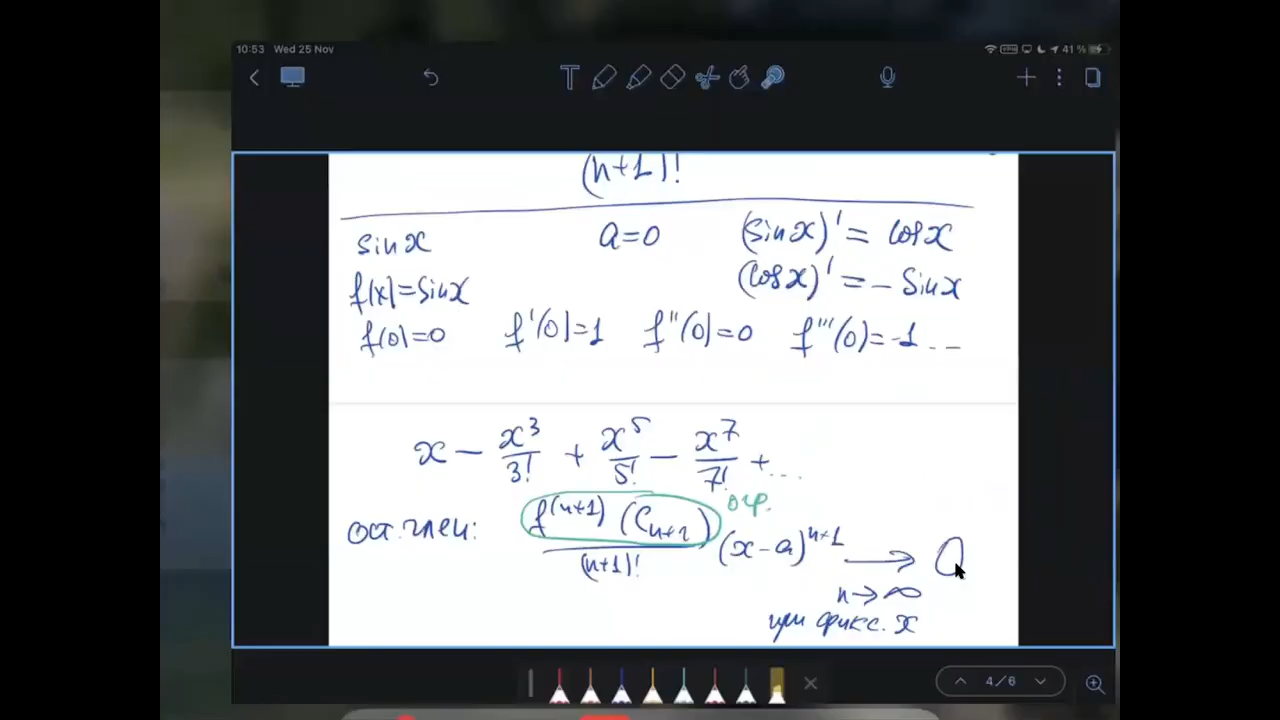 10:53 Wed 25 Nov
41 %
(n+1)!
sin x a=0 (sin x)' = cos x
f(x)=sin x (cos x)' = - sin x
f(0)=0 f'(0)=1 f''(0)=0 f'''(0)=-1...
x - x³/3! + x⁵/5! - x⁷/7! + ...
огр.
ост. член: f⁽ⁿ⁺¹⁾(Cₙ₊₁)/(n+1)! (x-a)ⁿ⁺¹ → 0
n→∞
при фикс. x
4/6